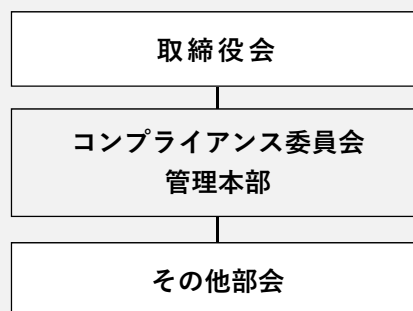 取締役会
コンプライアンス委員会
管理本部
その他部会